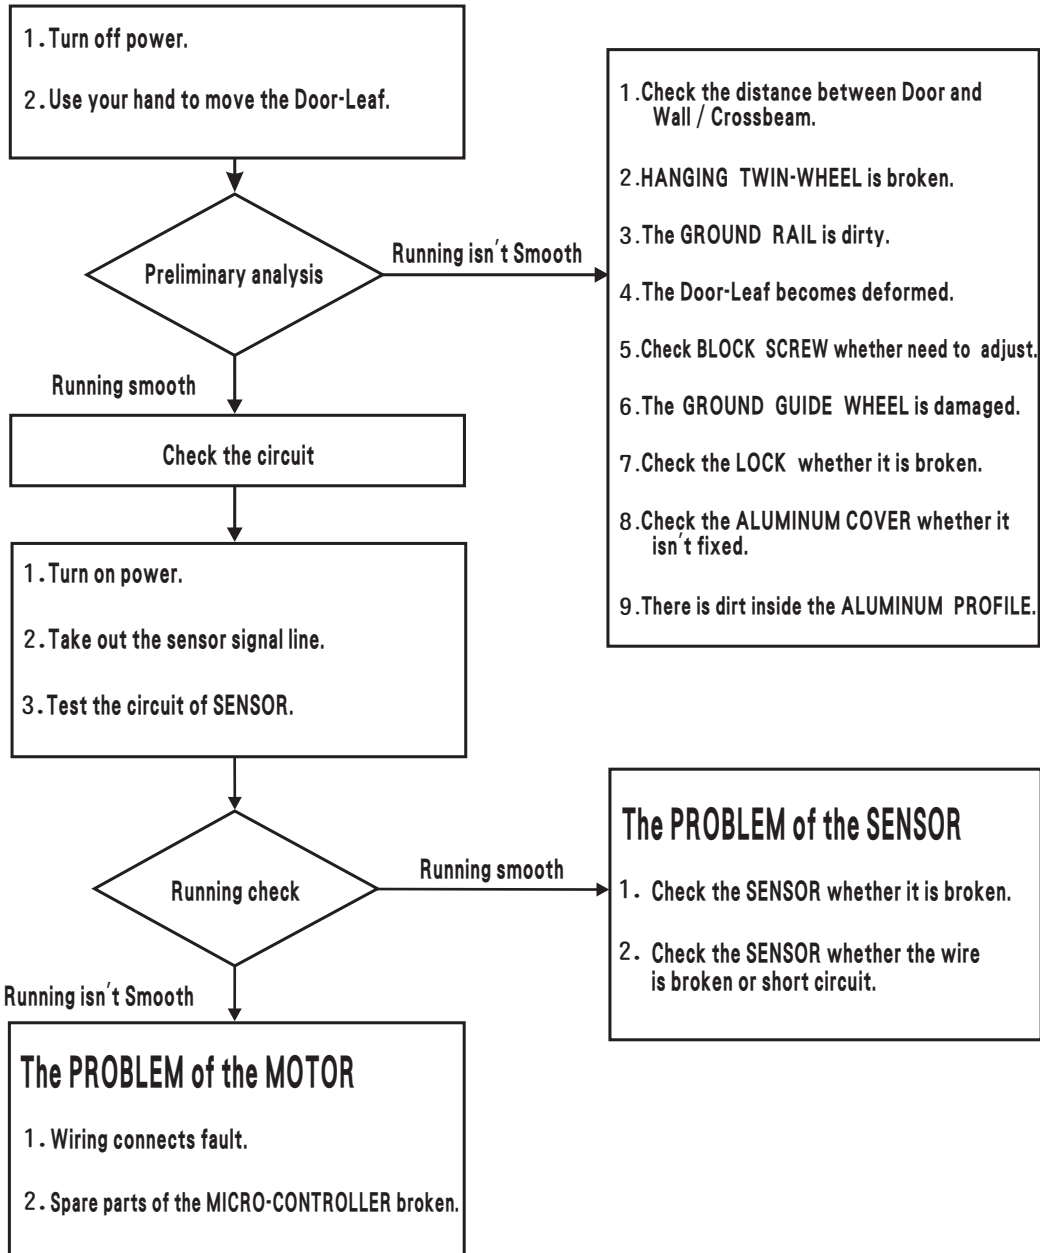 1. Turn off power.
2. Use your hand to move the Door-Leaf.
Preliminary analysis
Running isn't Smooth
1.Check the distance between Door and
Wall / Crossbeam.
2.HANGING TWIN-WHEEL is broken.
3.The GROUND RAIL is dirty.
4.The Door-Leaf becomes deformed.
5.Check BLOCK SCREW whether need to adjust.
6.The GROUND GUIDE WHEEL is damaged.
7.Check the LOCK whether it is broken.
8.Check the ALUMINUM COVER whether it
isn't fixed.
9.There is dirt inside the ALUMINUM PROFILE.
Running smooth
Check the circuit
1. Turn on power.
2. Take out the sensor signal line.
3. Test the circuit of SENSOR.
Running check
Running smooth
The PROBLEM of the SENSOR
1. Check the SENSOR whether it is broken.
2. Check the SENSOR whether the wire
is broken or short circuit.
Running isn't Smooth
The PROBLEM of the MOTOR
1. Wiring connects fault.
2. Spare parts of the MICRO-CONTROLLER broken.